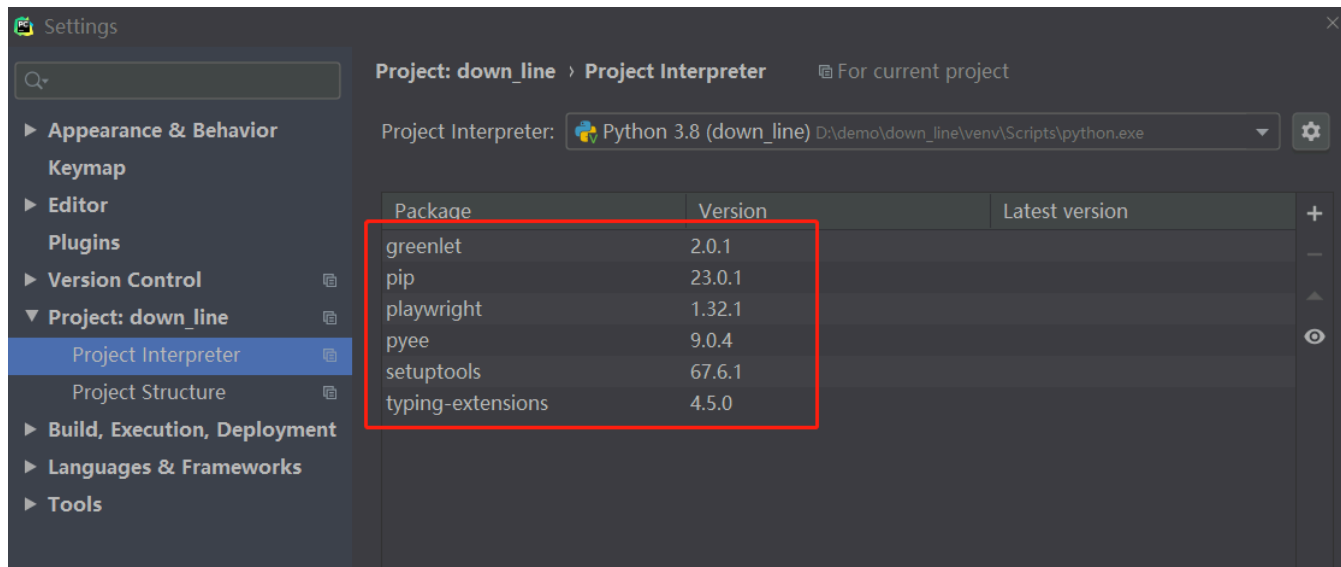 Settings
Project: down_line › Project Interpreter For current project
Project Interpreter: Python 3.8 (down_line) D:\demo\down_line\venv\Scripts\python.exe
Appearance & Behavior
Keymap
Editor
Plugins
Version Control
Project: down_line
Project Interpreter
Project Structure
Build, Execution, Deployment
Languages & Frameworks
Tools
Package Version Latest version
greenlet 2.0.1
pip 23.0.1
playwright 1.32.1
pyee 9.0.4
setuptools 67.6.1
typing-extensions 4.5.0